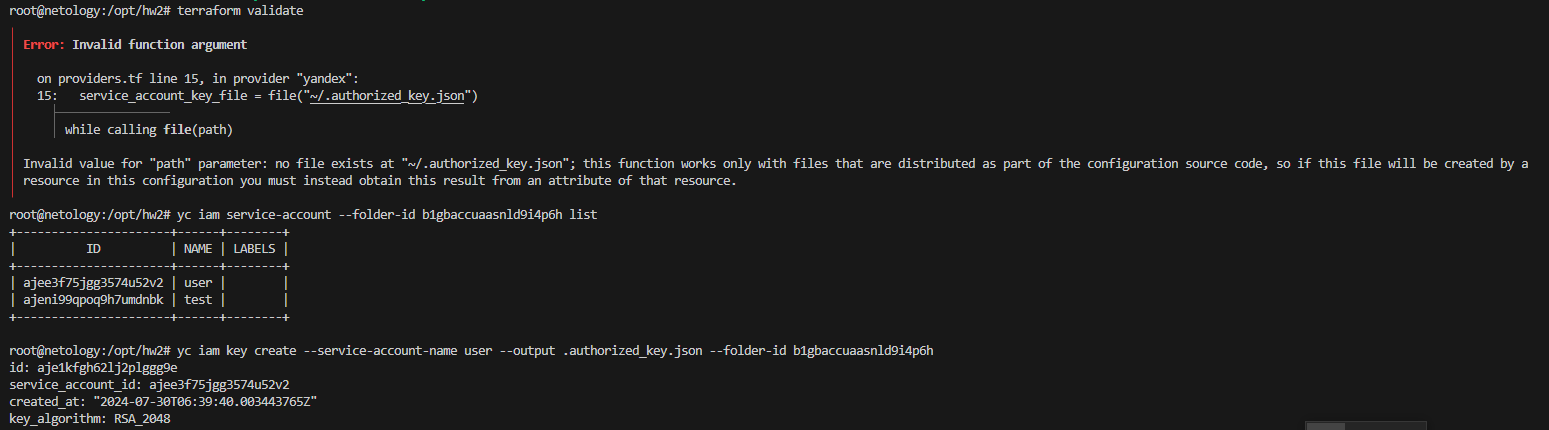 root@netology:/opt/hw2# terraform validate
Error: Invalid function argument
on providers.tf line 15, in provider "yandex":
15:   service_account_key_file = file("~/.authorized_key.json")
while calling file(path)
Invalid value for "path" parameter: no file exists at "~/.authorized_key.json"; this function works only with files that are distributed as part of the configuration source code, so if this file will be created by a
resource in this configuration you must instead obtain this result from an attribute of that resource.
root@netology:/opt/hw2# yc iam service-account --folder-id b1gbaccuaasnld9i4p6h list
+----------------------+------+--------+
|          ID          | NAME | LABELS |
+----------------------+------+--------+
| ajee3f75jgg3574u52v2 | user |        |
| ajeni99qpoq9h7umdnbk | test |        |
+----------------------+------+--------+
root@netology:/opt/hw2# yc iam key create --service-account-name user --output .authorized_key.json --folder-id b1gbaccuaasnld9i4p6h
id: aje1kfgh62lj2plggg9e
service_account_id: ajee3f75jgg3574u52v2
created_at: "2024-07-30T06:39:40.003443765Z"
key_algorithm: RSA_2048